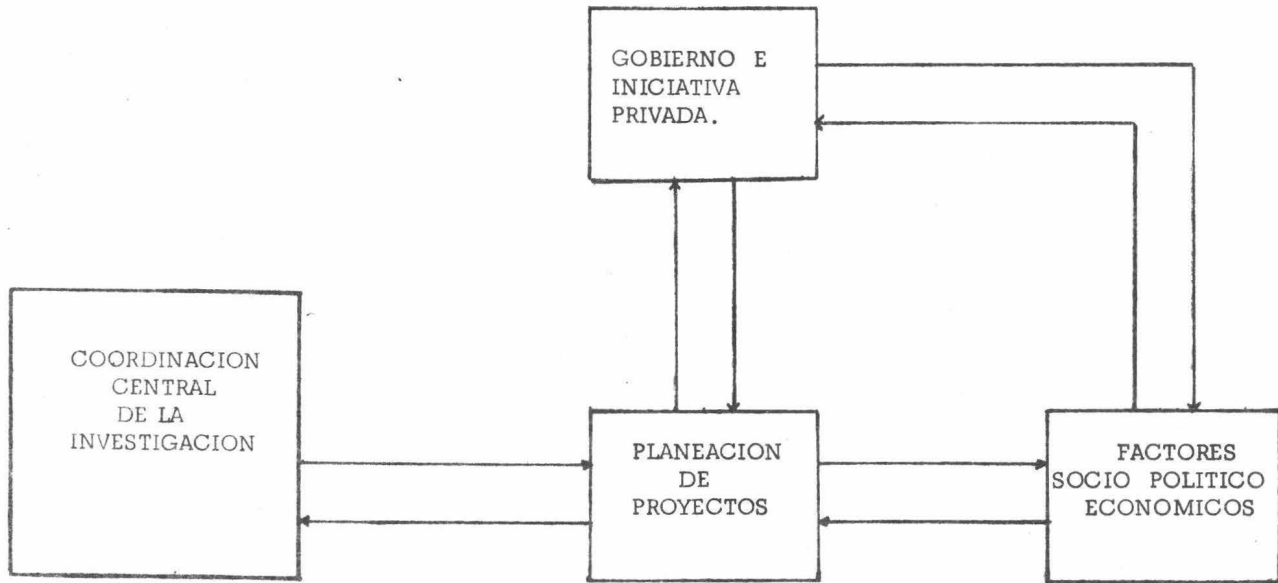 GOBIERNO E
INICIATIVA
PRIVADA.
COORDINACION
CENTRAL
DE LA
INVESTIGACION
PLANEACION
DE
PROYECTOS
FACTORES
SOCIO POLITICO
ECONOMICOS